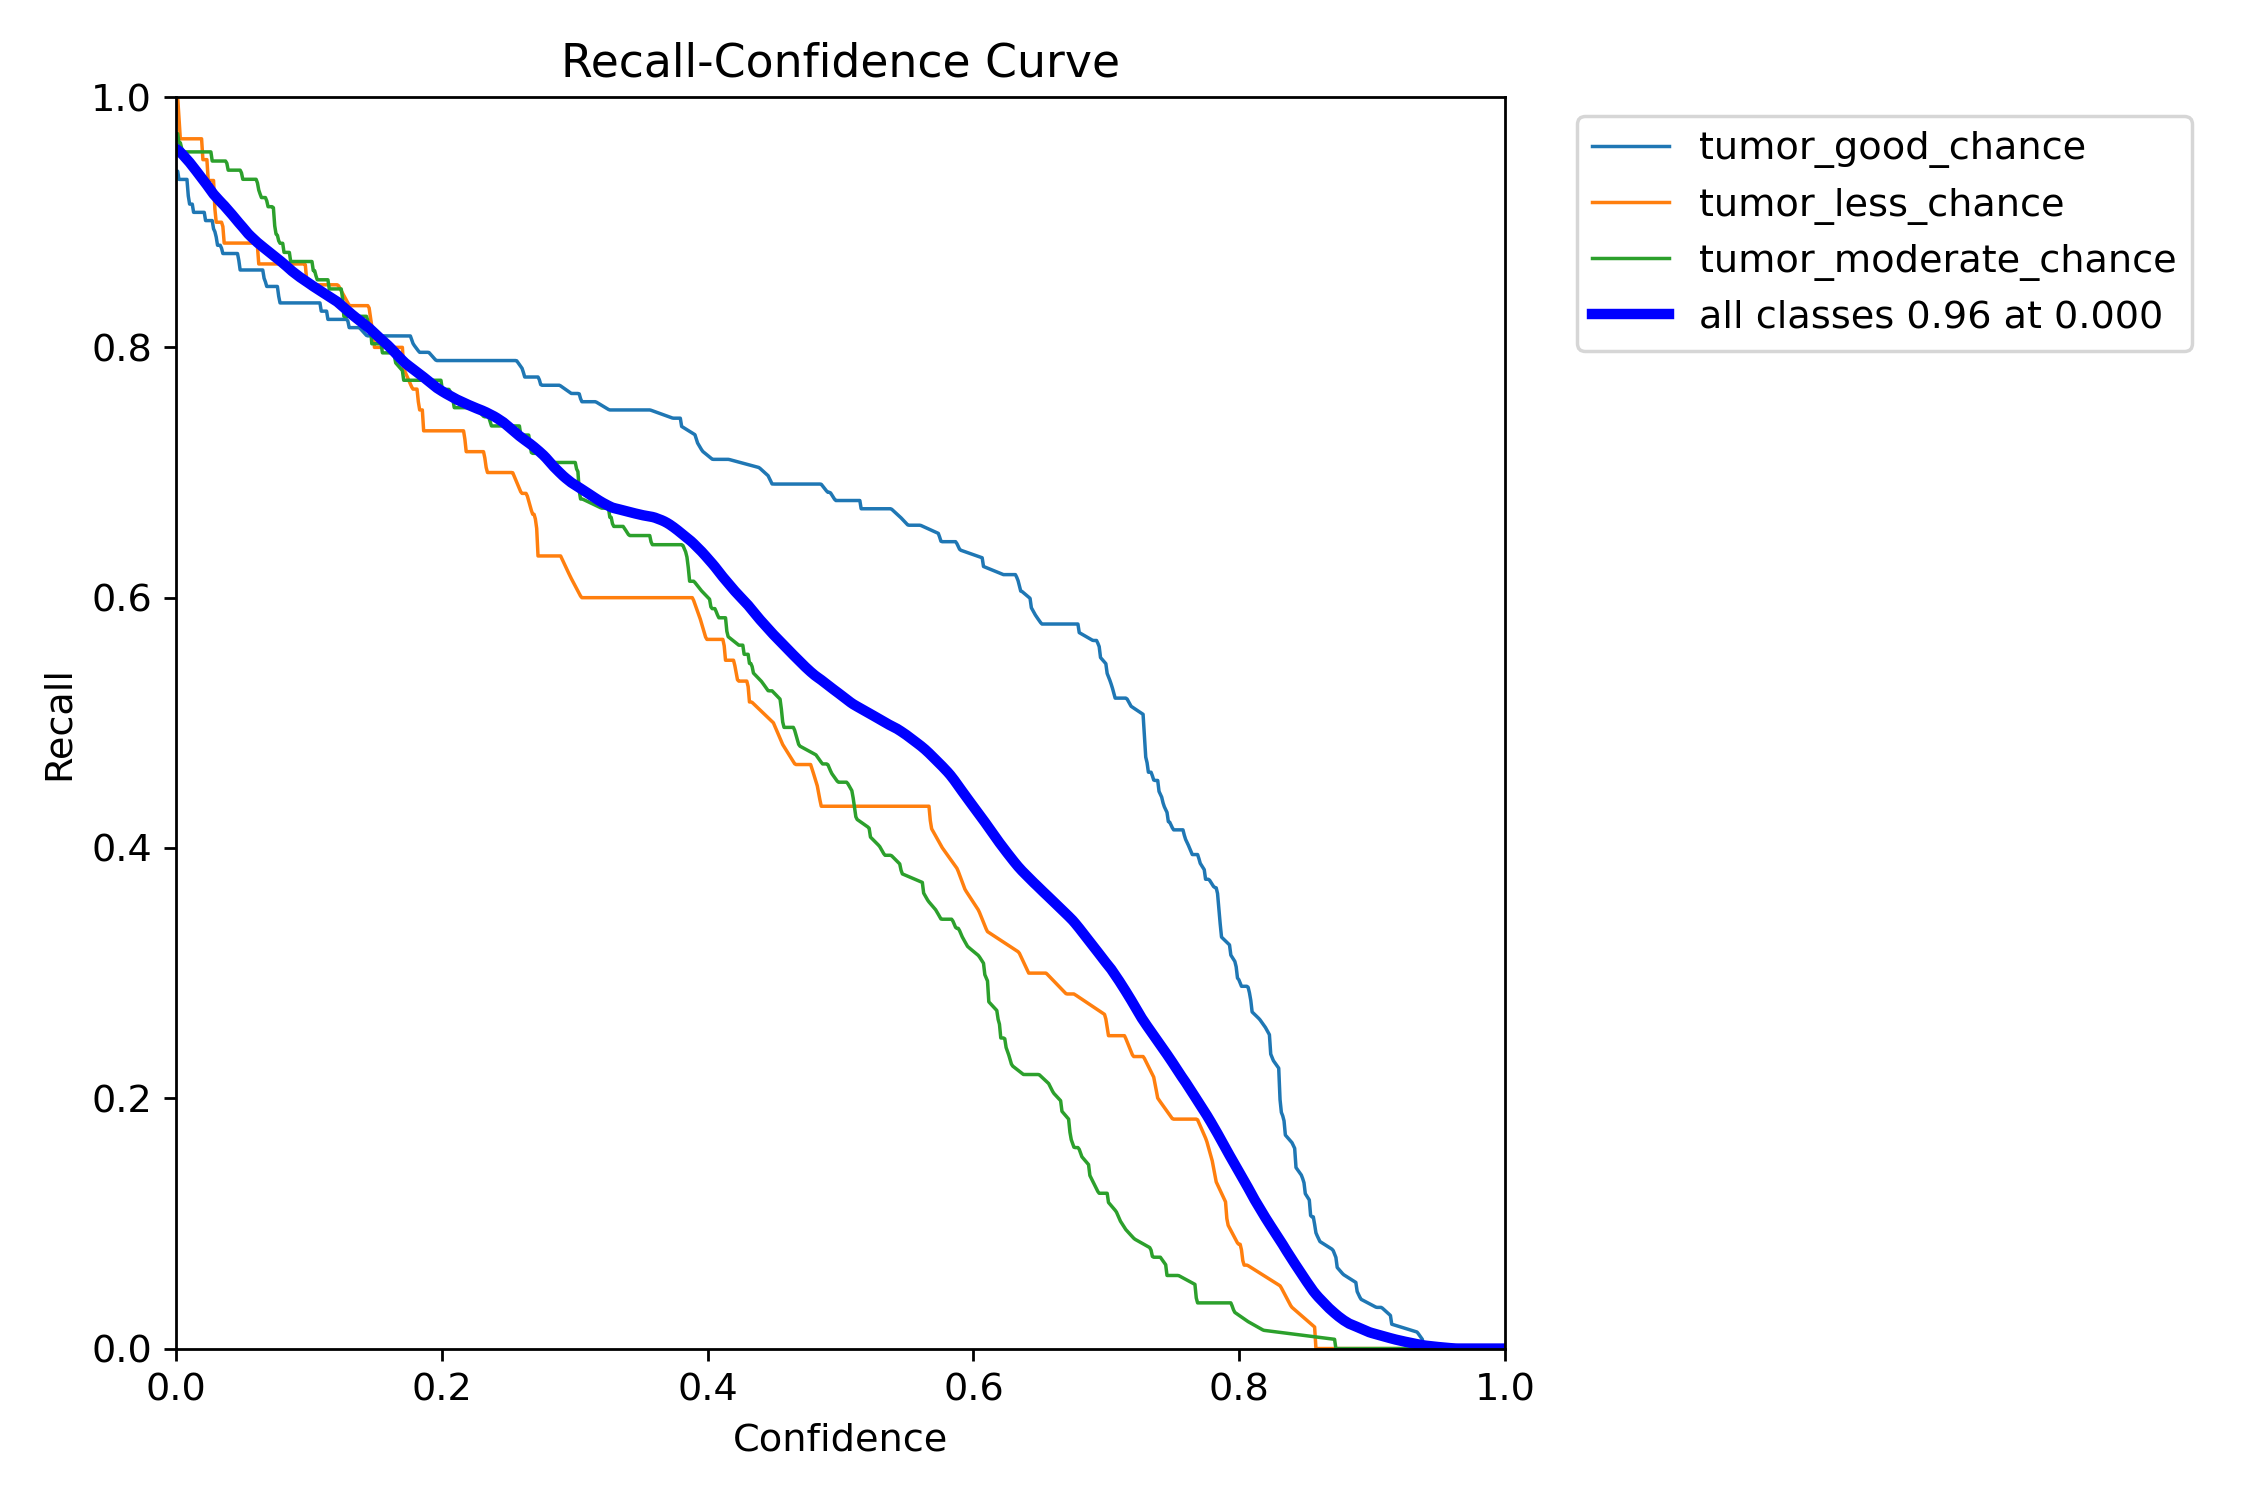 Recall-Confidence Curve
1.0
0.8
0.6
0.4
0.2
0.0
Recall
0.0 0.2 0.4 0.6 0.8 1.0
Confidence
tumor_good_chance
tumor_less_chance
tumor_moderate_chance
all classes 0.96 at 0.000